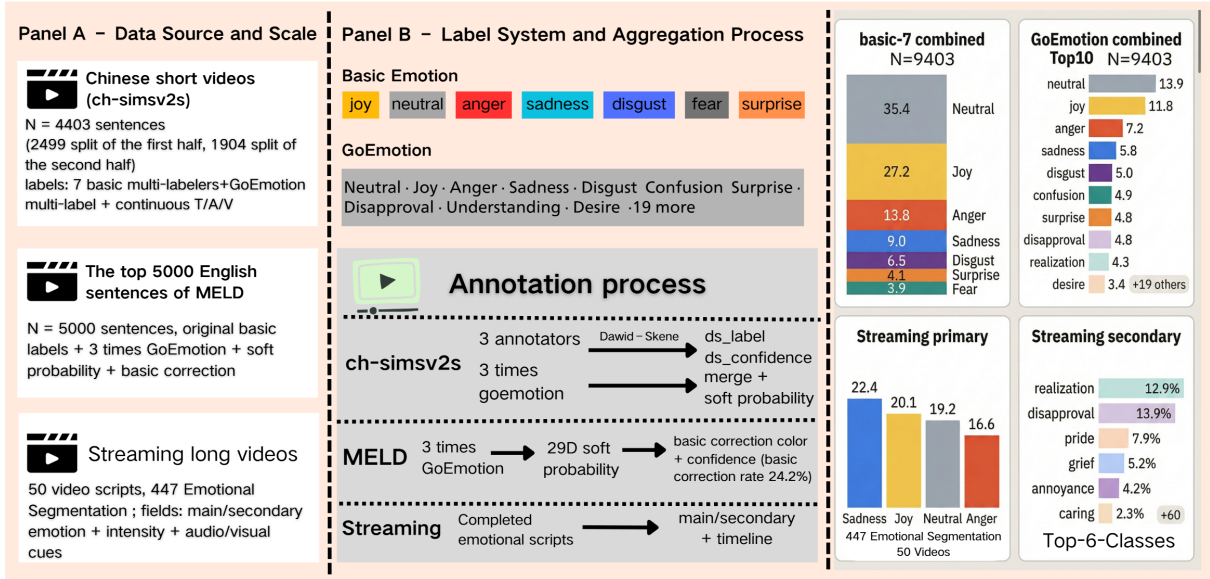 Panel A – Data Source and Scale
Chinese short videos
(ch-simsv2s)
N = 4403 sentences
(2499 split of the first half, 1904 split of
the second half)
labels: 7 basic multi-labelers+GoEmotion
multi-label + continuous T/A/V
The top 5000 English
sentences of MELD
N = 5000 sentences, original basic
labels + 3 times GoEmotion + soft
probability + basic correction
Streaming long videos
50 video scripts, 447 Emotional
Segmentation ; fields: main/secondary
emotion + intensity + audio/visual
cues
Panel B – Label System and Aggregation Process
Basic Emotion
joy neutral anger sadness disgust fear surprise
GoEmotion
Neutral · Joy · Anger · Sadness · Disgust Confusion Surprise ·
Disapproval · Understanding · Desire ·19 more
Annotation process
ch-simsv2s
3 annotators
Dawid – Skene
ds_label
ds_confidence
3 times
goemotion
merge +
soft probability
MELD
3 times
GoEmotion
29D soft
probability
basic correction color
+ confidence (basic
correction rate 24.2%)
Streaming
Completed
emotional scripts
main/secondary
+ timeline
basic-7 combined
N=9403
35.4 Neutral
27.2 Joy
13.8 Anger
9.0 Sadness
6.5 Disgust
4.1 Surprise
3.9 Fear
GoEmotion combined
Top10 N=9403
neutral 13.9
joy 11.8
anger 7.2
sadness 5.8
disgust 5.0
confusion 4.9
surprise 4.8
disapproval 4.8
realization 4.3
desire 3.4 +19 others
Streaming primary
22.4 20.1 19.2 16.6
Sadness Joy Neutral Anger
447 Emotional Segmentation
50 Videos
Streaming secondary
realization 12.9%
disapproval 13.9%
pride 7.9%
grief 5.2%
annoyance 4.2%
caring 2.3% +60
Top-6-Classes